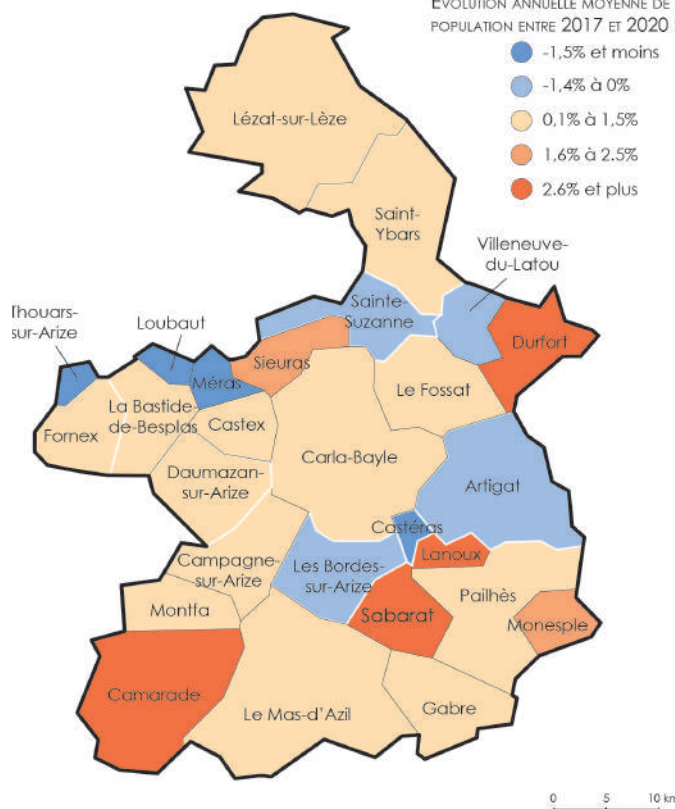 ÉVOLUTION ANNUELLE MOYENNE DE
POPULATION ENTRE 2017 ET 2020
-1,5% et moins
-1,4% à 0%
0,1% à 1,5%
1.6% à 2.5%
2.6% et plus
Lézat-sur-Lèze
Saint-
Ybars
Villeneuve-
du-Latou
Thouars-
sur-Arize
Loubaut
Sainte-
Suzanne
Durfort
Sieuras
Méras
Le Fossat
La Bastide-
de-Besplas
Fornex
Castex
Carla-Bayle
Daumazan-
sur-Arize
Artigat
Castéras
Lanoux
Campagne-
sur-Arize
Les Bordes-
sur-Arize
Pailhès
Montfa
Sabarat
Monesple
Camarade
Le Mas-d'Azil
Gabre
0 5 10 km